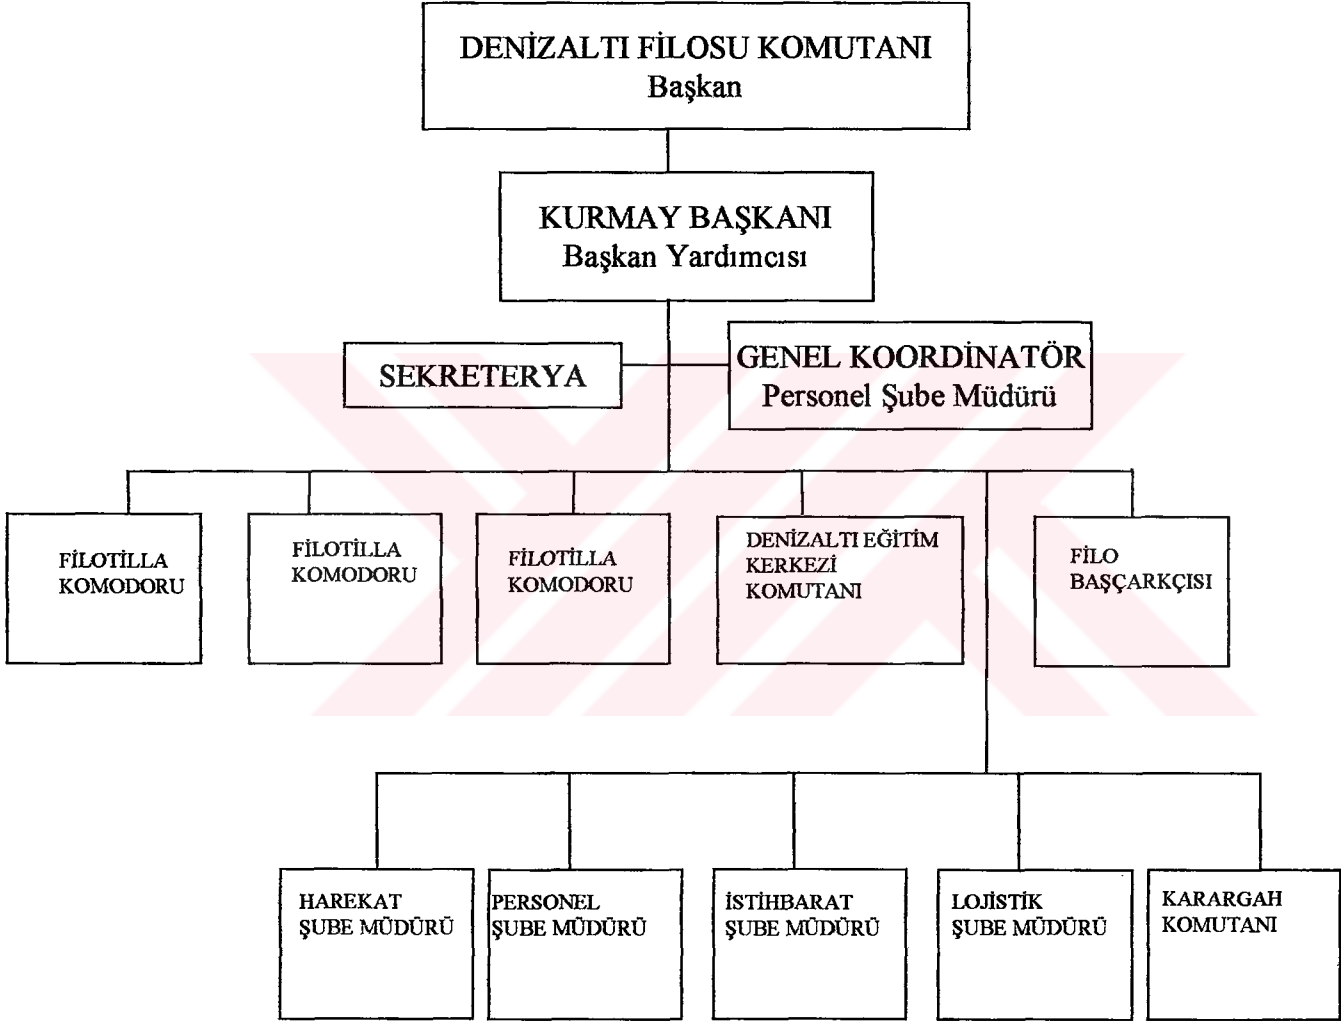 DENİZALTI FİLOSU KOMUTANI
Başkan
KURMAY BAŞKANI
Başkan Yardımcısı
SEKRETERYA
GENEL KOORDİNATÖR
Personel Şube Müdürü
FİLOTİLLA
KOMODORU
FİLOTİLLA
KOMODORU
FİLOTİLLA
KOMODORU
DENİZALTI EĞİTİM
KERKEZİ
KOMUTANI
FİLO
BAŞÇARKÇISI
HAREKAT
ŞUBE MÜDÜRÜ
PERSONEL
ŞUBE MÜDÜRÜ
İSTİHBARAT
ŞUBE MÜDÜRÜ
LOJİSTİK
ŞUBE MÜDÜRÜ
KARARGAH
KOMUTANI